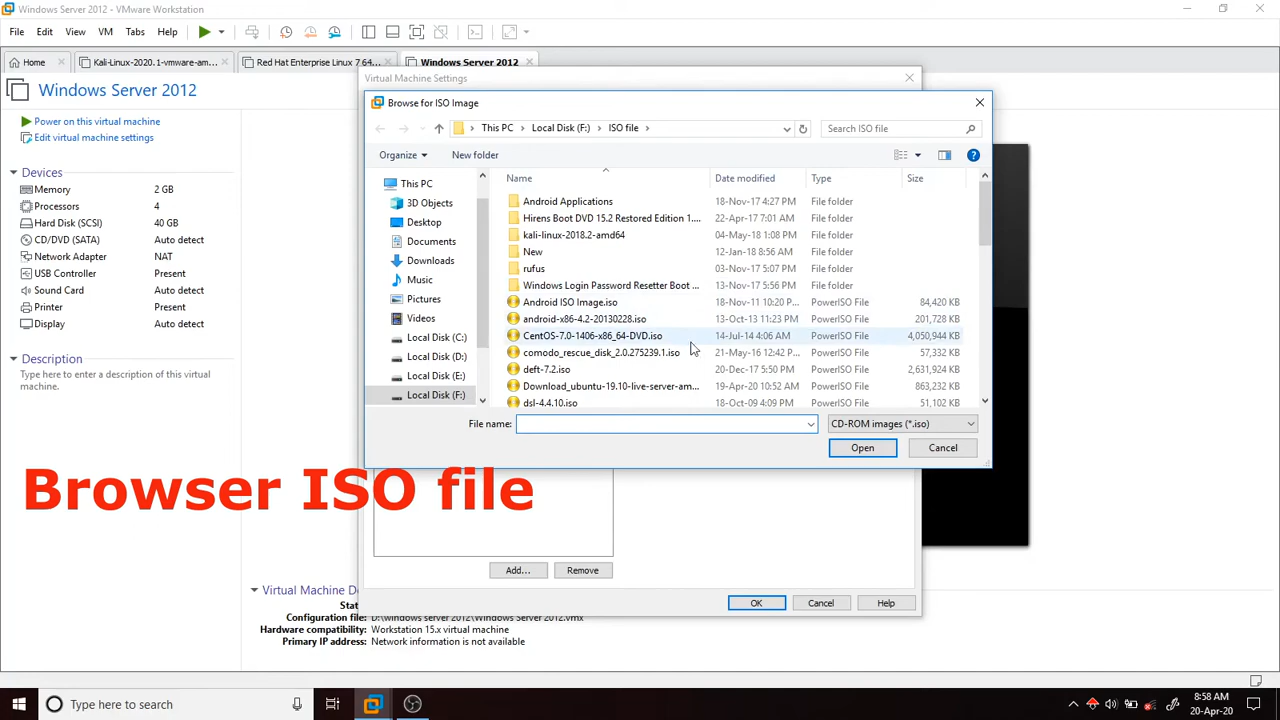 Windows Server 2012 - VMware Workstation
File Edit View VM Tabs Help
Home Kali-Linux-2020.1-vmware-am... Red Hat Enterprise Linux 7 64... Windows Server 2012
Windows Server 2012
Power on this virtual machine
Edit virtual machine settings
Devices
Memory 2 GB
Processors 4
Hard Disk (SCSI) 40 GB
CD/DVD (SATA) Auto detect
Network Adapter NAT
USB Controller Present
Sound Card Auto detect
Printer Present
Display Auto detect
Description
Type here to enter a description of this virtual machine.
Virtual Machine Settings
Browse for ISO Image
This PC > Local Disk (F:) > ISO file >
Search ISO file
Organize New folder
This PC
3D Objects
Desktop
Documents
Downloads
Music
Pictures
Videos
Local Disk (C:)
Local Disk (D:)
Local Disk (E:)
Local Disk (F:)
Name Date modified Type Size
Android Applications 18-Nov-17 4:27 PM File folder
Hirens Boot DVD 15.2 Restored Edition 1.... 22-Apr-17 7:01 AM File folder
kali-linux-2018.2-amd64 04-May-18 1:08 PM File folder
New 12-Jan-18 8:56 AM File folder
rufus 03-Nov-17 5:07 PM File folder
Windows Login Password Resetter Boot ... 13-Nov-17 5:56 PM File folder
Android ISO Image.iso 18-Nov-11 10:20 P... PowerISO File 84,420 KB
android-x86-4.2-20130228.iso 13-Oct-13 11:23 PM PowerISO File 201,728 KB
CentOS-7.0-1406-x86_64-DVD.iso 14-Jul-14 4:06 AM PowerISO File 4,050,944 KB
comodo_rescue_disk_2.0.275239.1.iso 21-May-16 12:42 P... PowerISO File 57,332 KB
deft-7.2.iso 20-Dec-17 5:50 PM PowerISO File 2,631,924 KB
Download_ubuntu-19.10-live-server-am... 19-Apr-20 10:52 AM PowerISO File 863,232 KB
dsl-4.4.10.iso 18-Oct-09 4:09 PM PowerISO File 51,102 KB
File name: CD-ROM images (*.iso)
Open Cancel
Browser ISO file
Add... Remove
OK Cancel Help
Virtual Machine De
Stat
Configuration file: D:\windows server 2012\Windows Server 2012.vmx
Hardware compatibility: Workstation 15.x virtual machine
Primary IP address: Network information is not available
Type here to search
8:58 AM
20-Apr-20